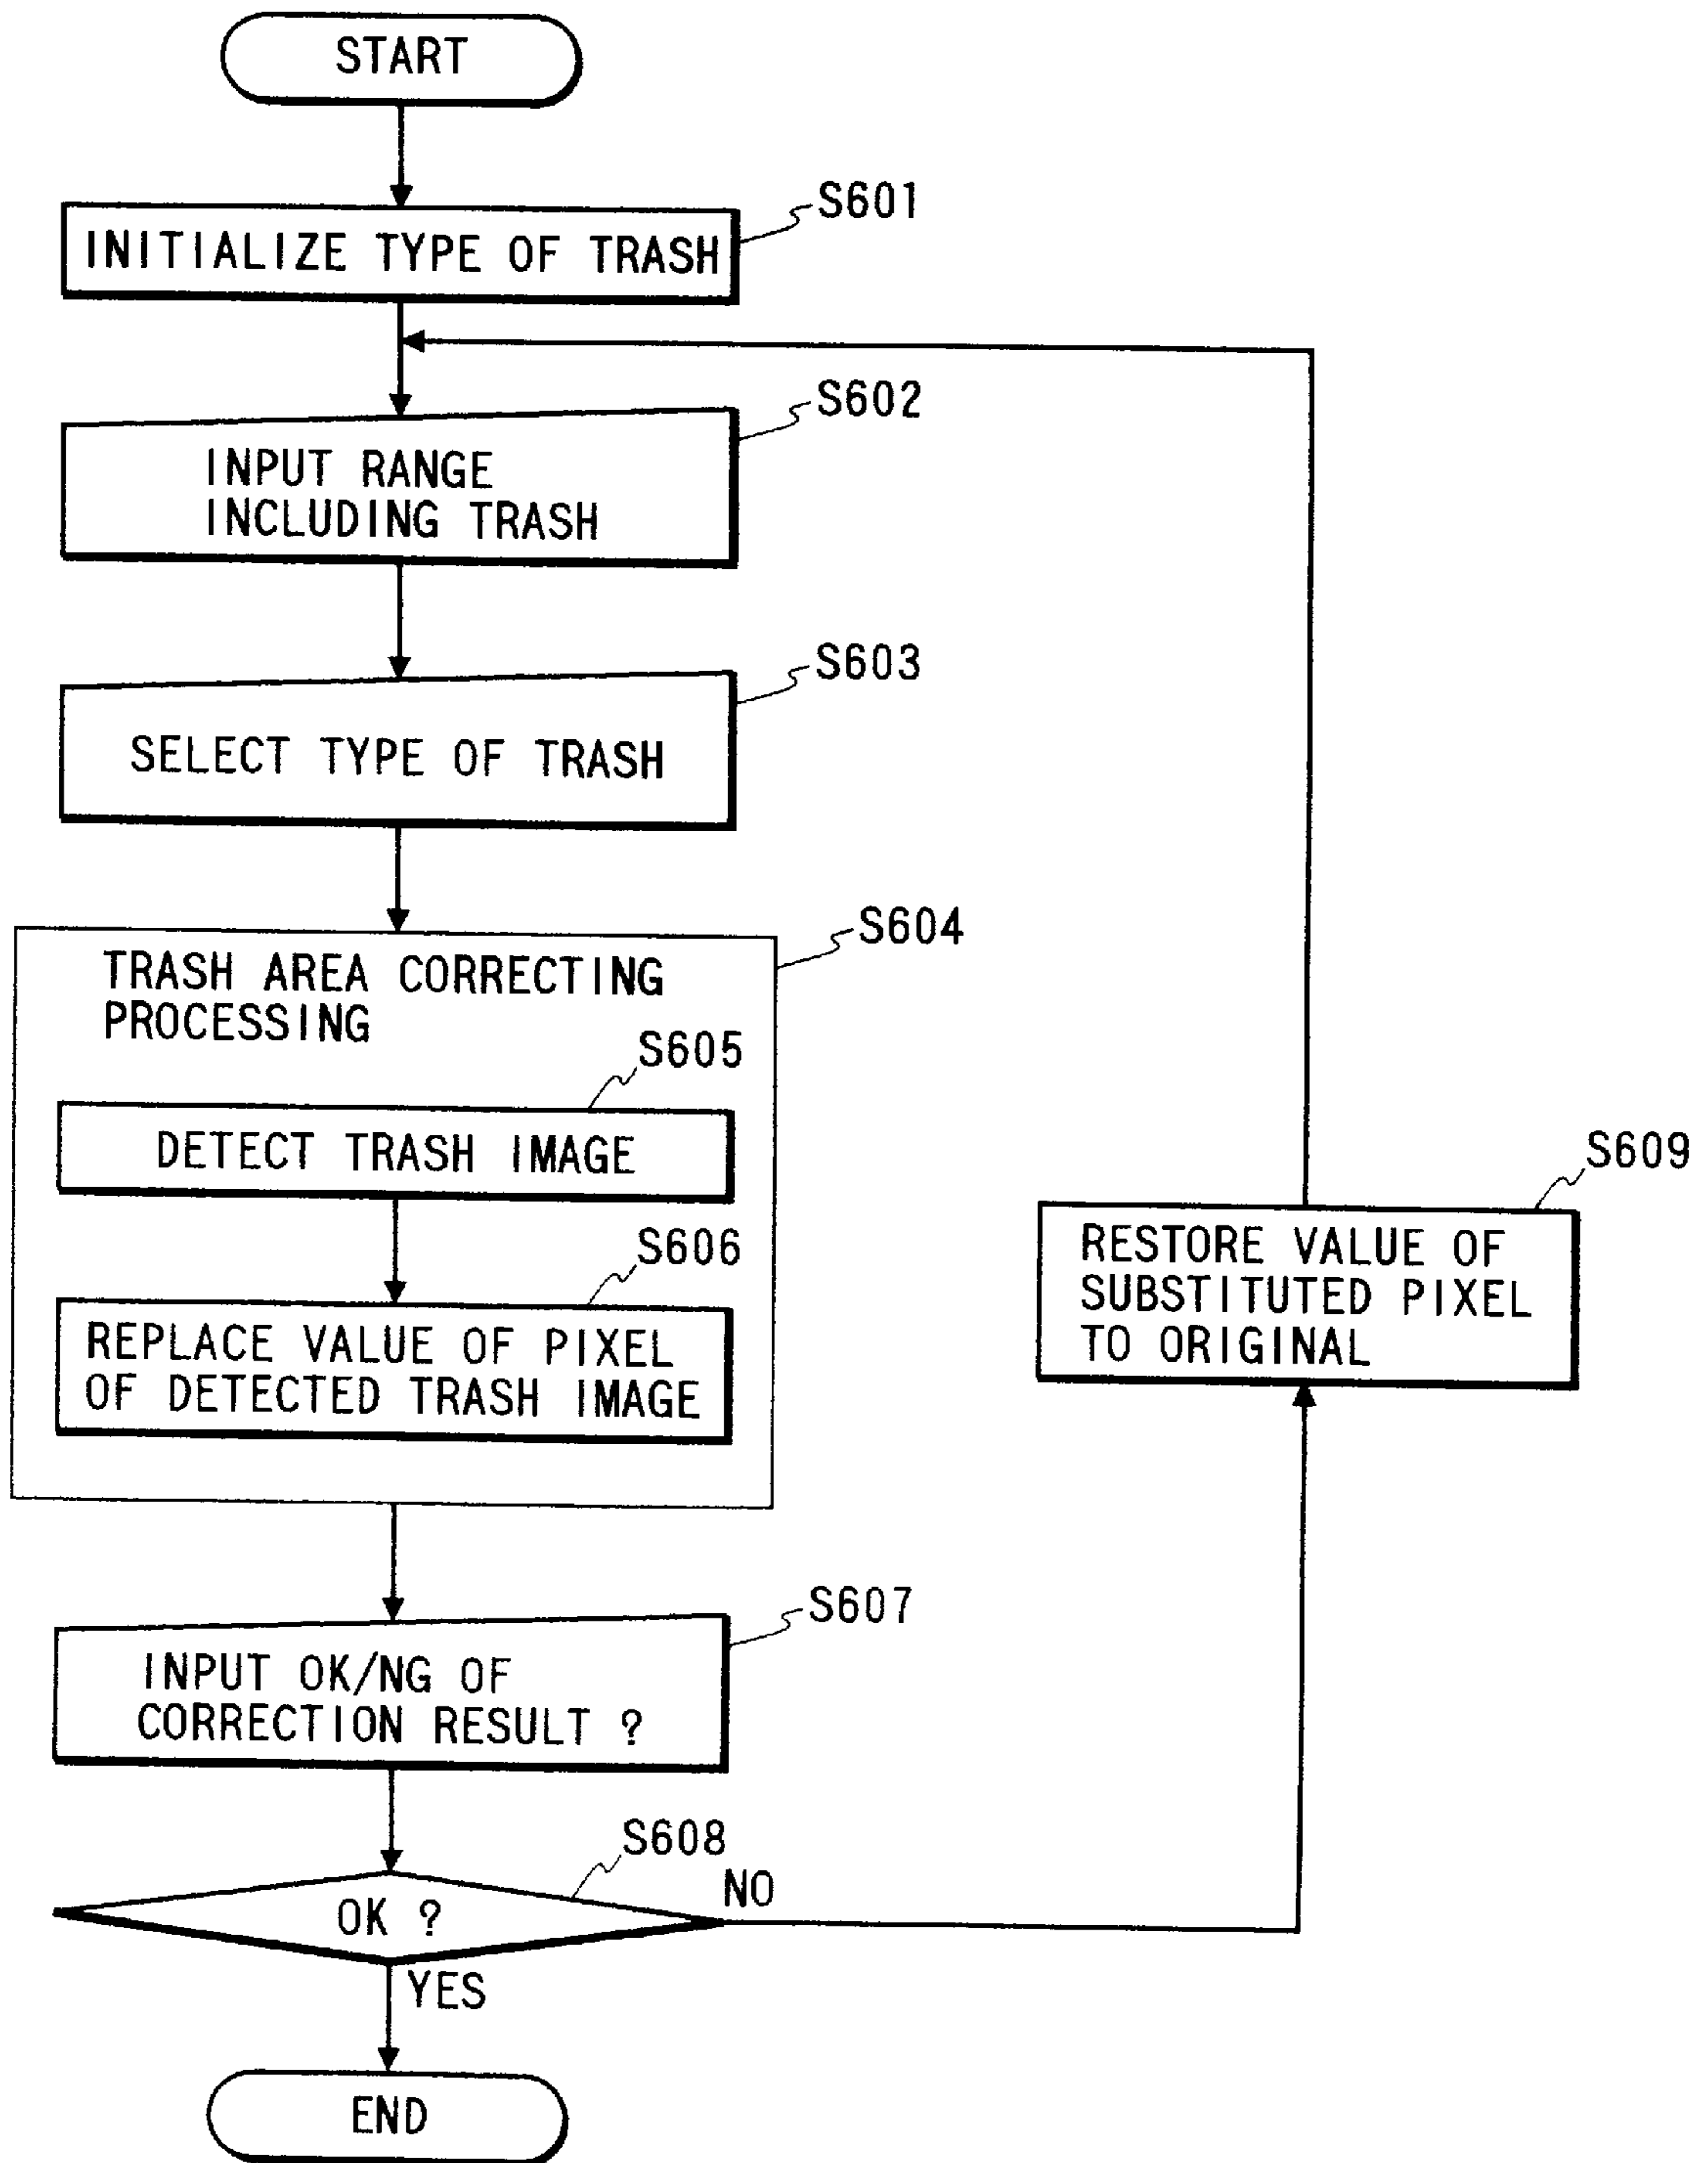 START
S601
INITIALIZE TYPE OF TRASH
S602
INPUT RANGE
INCLUDING TRASH
S603
SELECT TYPE OF TRASH
S604
TRASH AREA CORRECTING
PROCESSING
S605
DETECT TRASH IMAGE
S606
REPLACE VALUE OF PIXEL
OF DETECTED TRASH IMAGE
S609
RESTORE VALUE OF
SUBSTITUTED PIXEL
TO ORIGINAL
S607
INPUT OK/NG OF
CORRECTION RESULT ?
S608
OK ?
NO
YES
END